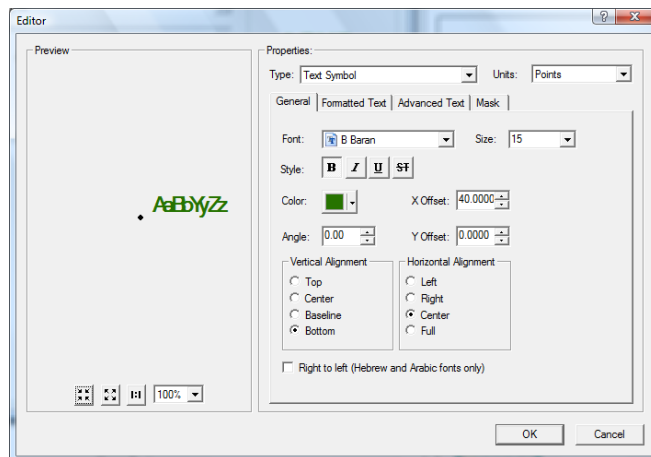 Editor
Preview
AaBbYyZz
100%
Properties:
Type: Text Symbol Units: Points
General Formatted Text Advanced Text Mask
Font: B Baran Size: 15
Style: B I U ST
Color: X Offset: 40.0000
Angle: 0.00 Y Offset: 0.0000
Vertical Alignment
Top
Center
Baseline
Bottom
Horizontal Alignment
Left
Right
Center
Full
Right to left (Hebrew and Arabic fonts only)
OK Cancel